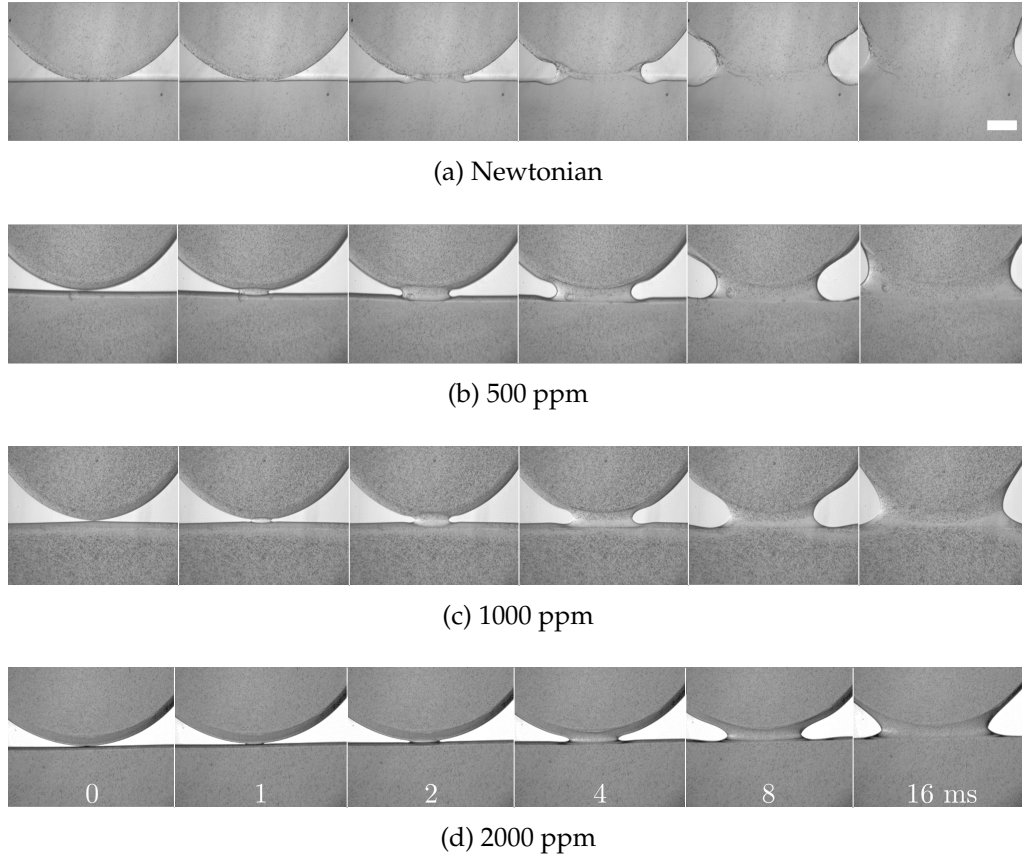 (a) Newtonian
(b) 500 ppm
(c) 1000 ppm
0 1 2 4 8 16 ms
(d) 2000 ppm